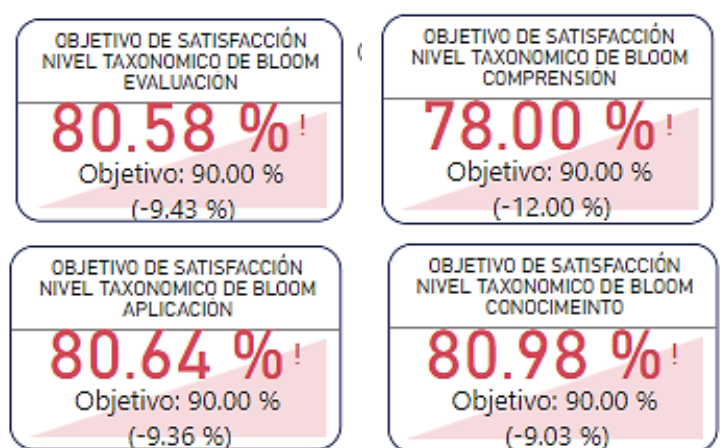 OBJETIVO DE SATISFACCIÓN
NIVEL TAXONOMICO DE BLOOM
EVALUACIÓN
80.58 % !
Objetivo: 90.00 %
(-9.43 %)
OBJETIVO DE SATISFACCIÓN
NIVEL TAXONOMICO DE BLOOM
COMPRENSIÓN
78.00 % !
Objetivo: 90.00 %
(-12.00 %)
OBJETIVO DE SATISFACCIÓN
NIVEL TAXONOMICO DE BLOOM
APLICACIÓN
80.64 % !
Objetivo: 90.00 %
(-9.36 %)
OBJETIVO DE SATISFACCIÓN
NIVEL TAXONOMICO DE BLOOM
CONOCIMEINTO
80.98 % !
Objetivo: 90.00 %
(-9.03 %)